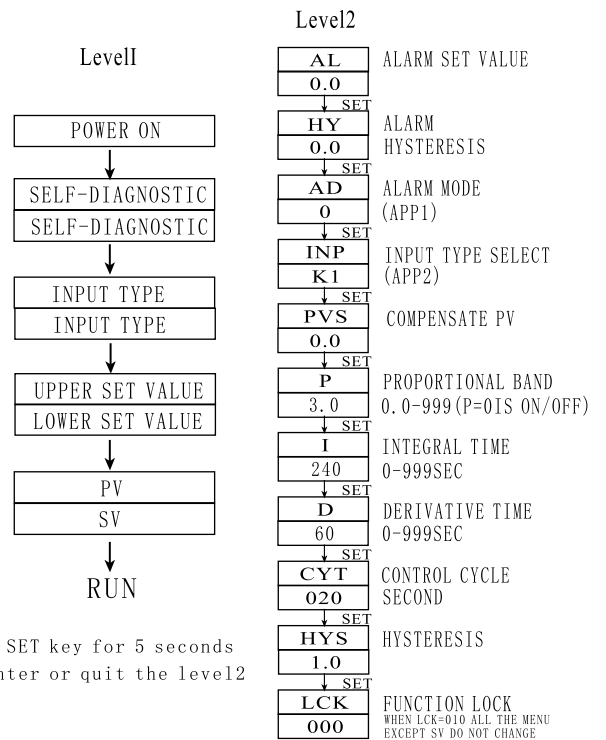 LevelI
POWER ON
SELF-DIAGNOSTIC
SELF-DIAGNOSTIC
INPUT TYPE
INPUT TYPE
UPPER SET VALUE
LOWER SET VALUE
PV
SV
RUN
SET key for 5 seconds
nter or quit the level2
Level2
AL ALARM SET VALUE
0.0
SET
HY ALARM
0.0 HYSTERESIS
SET
AD ALARM MODE
0 (APP1)
SET
INP INPUT TYPE SELECT
K1 (APP2)
SET
PVS COMPENSATE PV
0.0
SET
P PROPORTIONAL BAND
3.0 0.0-999(P=0IS ON/OFF)
SET
I INTEGRAL TIME
240 0-999SEC
SET
D DERIVATIVE TIME
60 0-999SEC
SET
CYT CONTROL CYCLE
020 SECOND
SET
HYS HYSTERESIS
1.0
SET
LCK FUNCTION LOCK
000 WHEN LCK=010 ALL THE MENU
EXCEPT SV DO NOT CHANGE